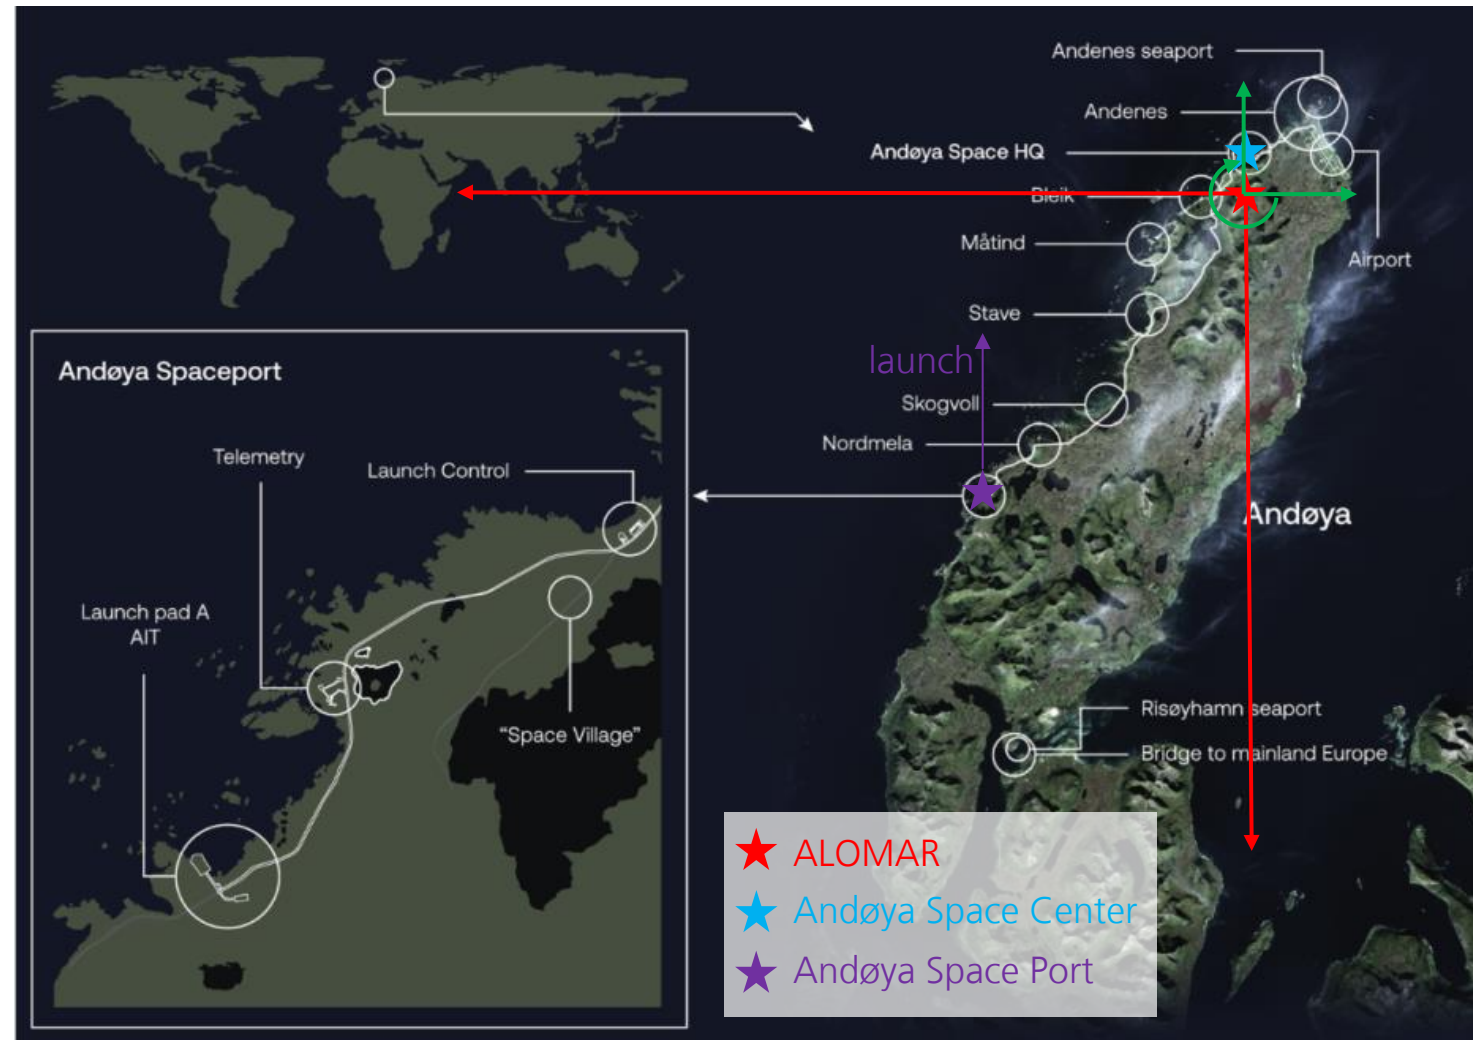 Andenes seaport
Andenes
Andøya Space HQ
Bleik
Måtind
Airport
Stave
launch
Skogvoll
Nordmela
Andøya
Andøya Spaceport
Telemetry
Launch Control
Launch pad A
AIT
"Space Village"
Risøyhamn seaport
Bridge to mainland Europe
ALOMAR
Andøya Space Center
Andøya Space Port